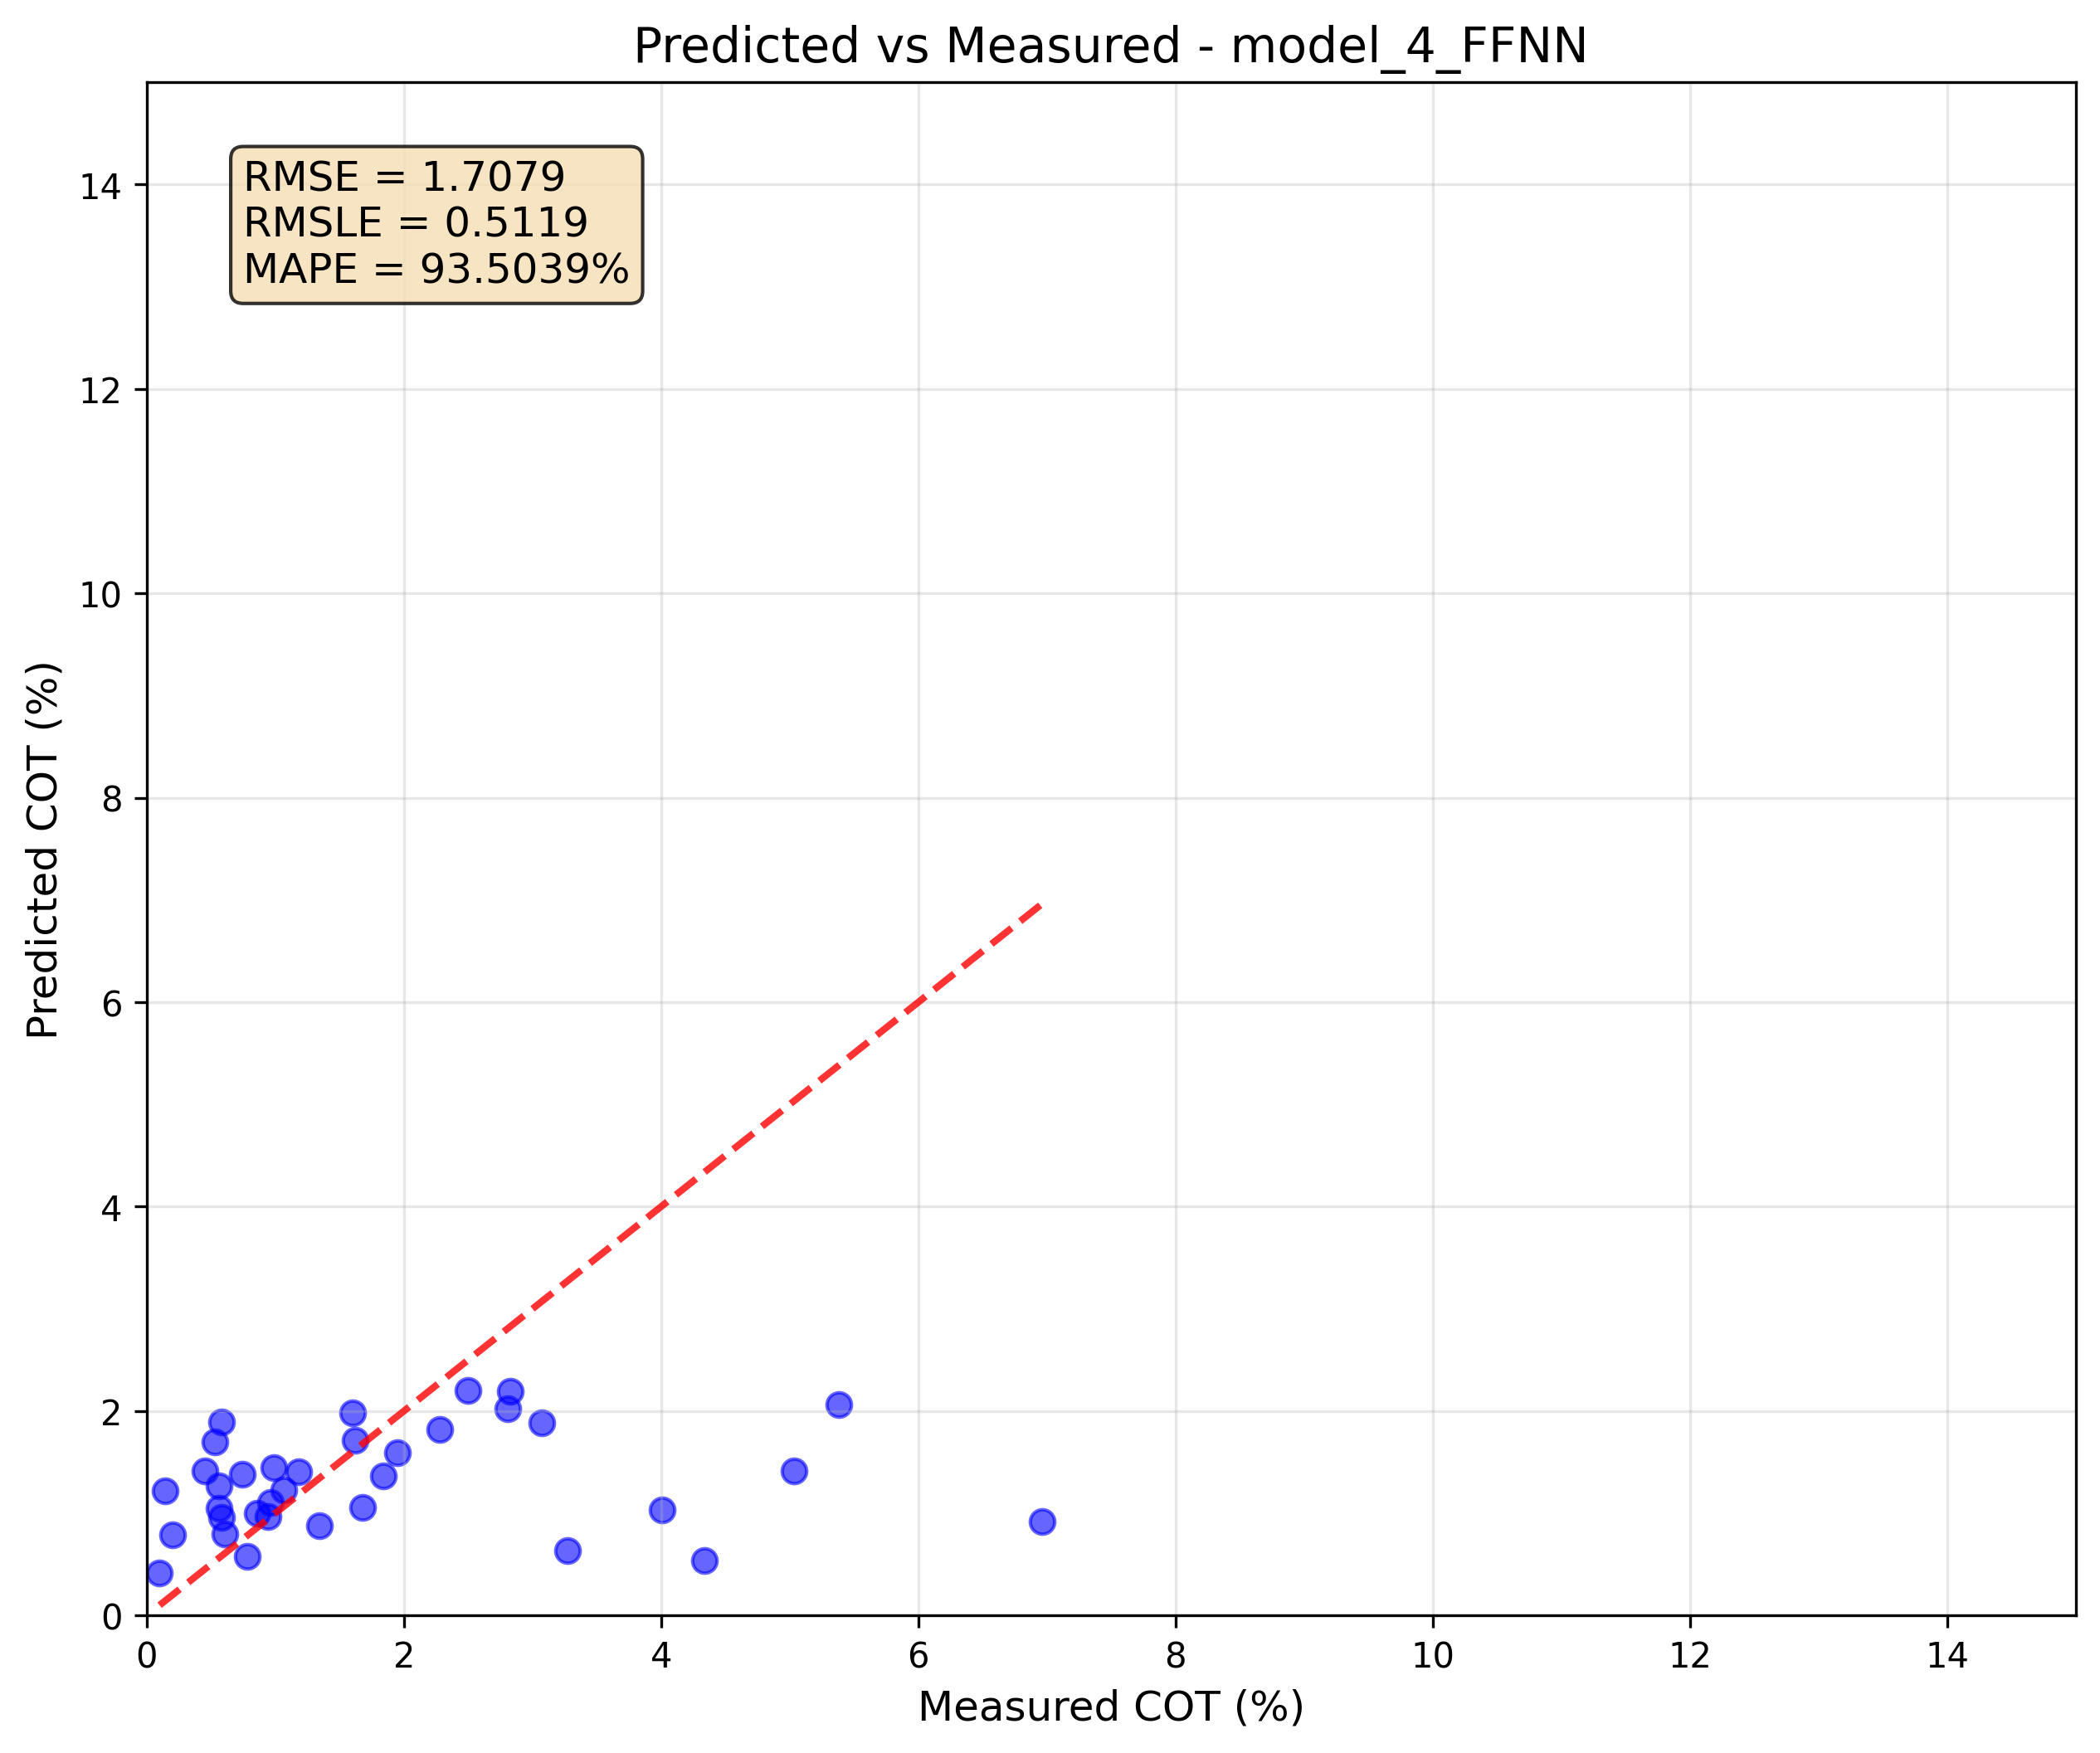 Predicted vs Measured - model_4_FFNN
RMSE = 1.7079
RMSLE = 0.5119
MAPE = 93.5039%
Predicted COT (%)
14
12
10
8
6
4
2
0
0 2 4 6 8 10 12 14
Measured COT (%)